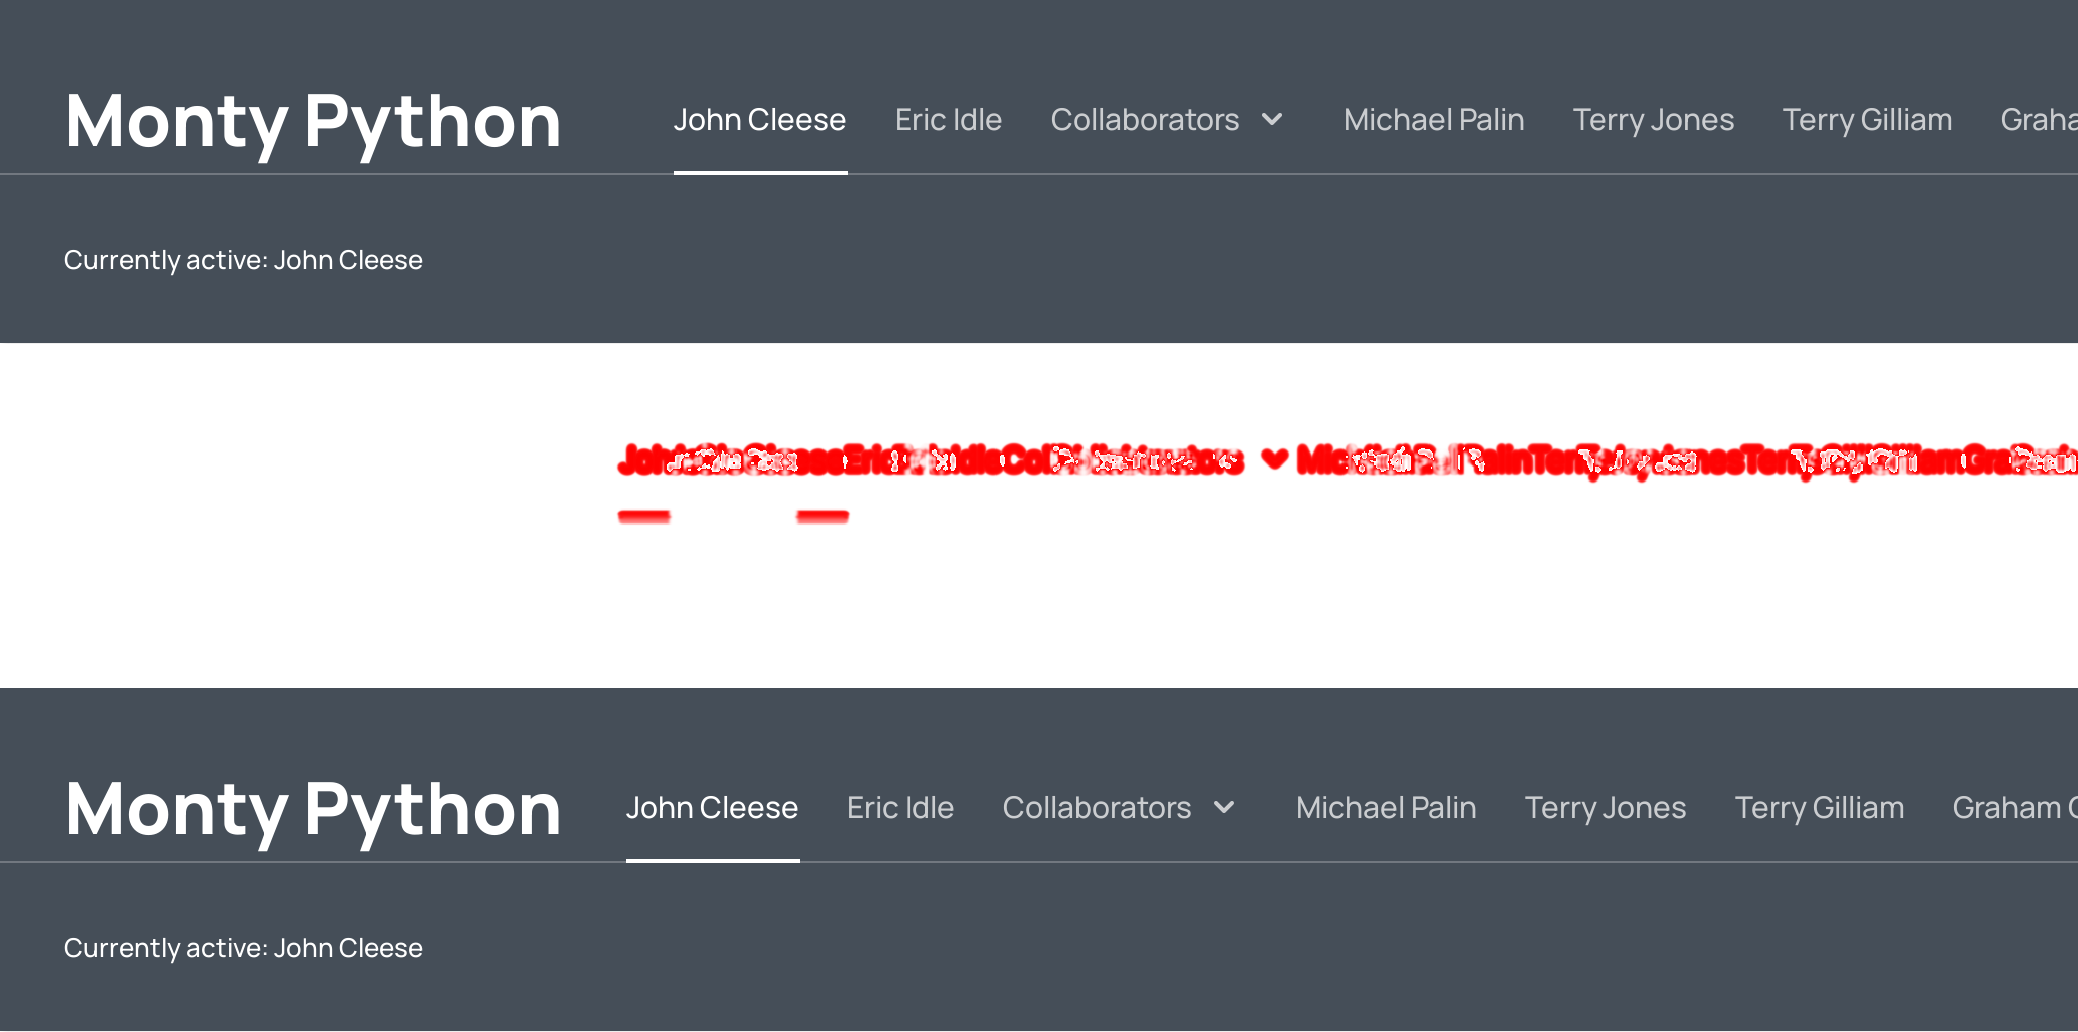 Monty Python John Cleese Eric Idle Collaborators Michael Palin Terry Jones Terry Gilliam Graha
Currently active: John Cleese
Monty Python John Cleese Eric Idle Collaborators Michael Palin Terry Jones Terry Gilliam Graham
Currently active: John Cleese